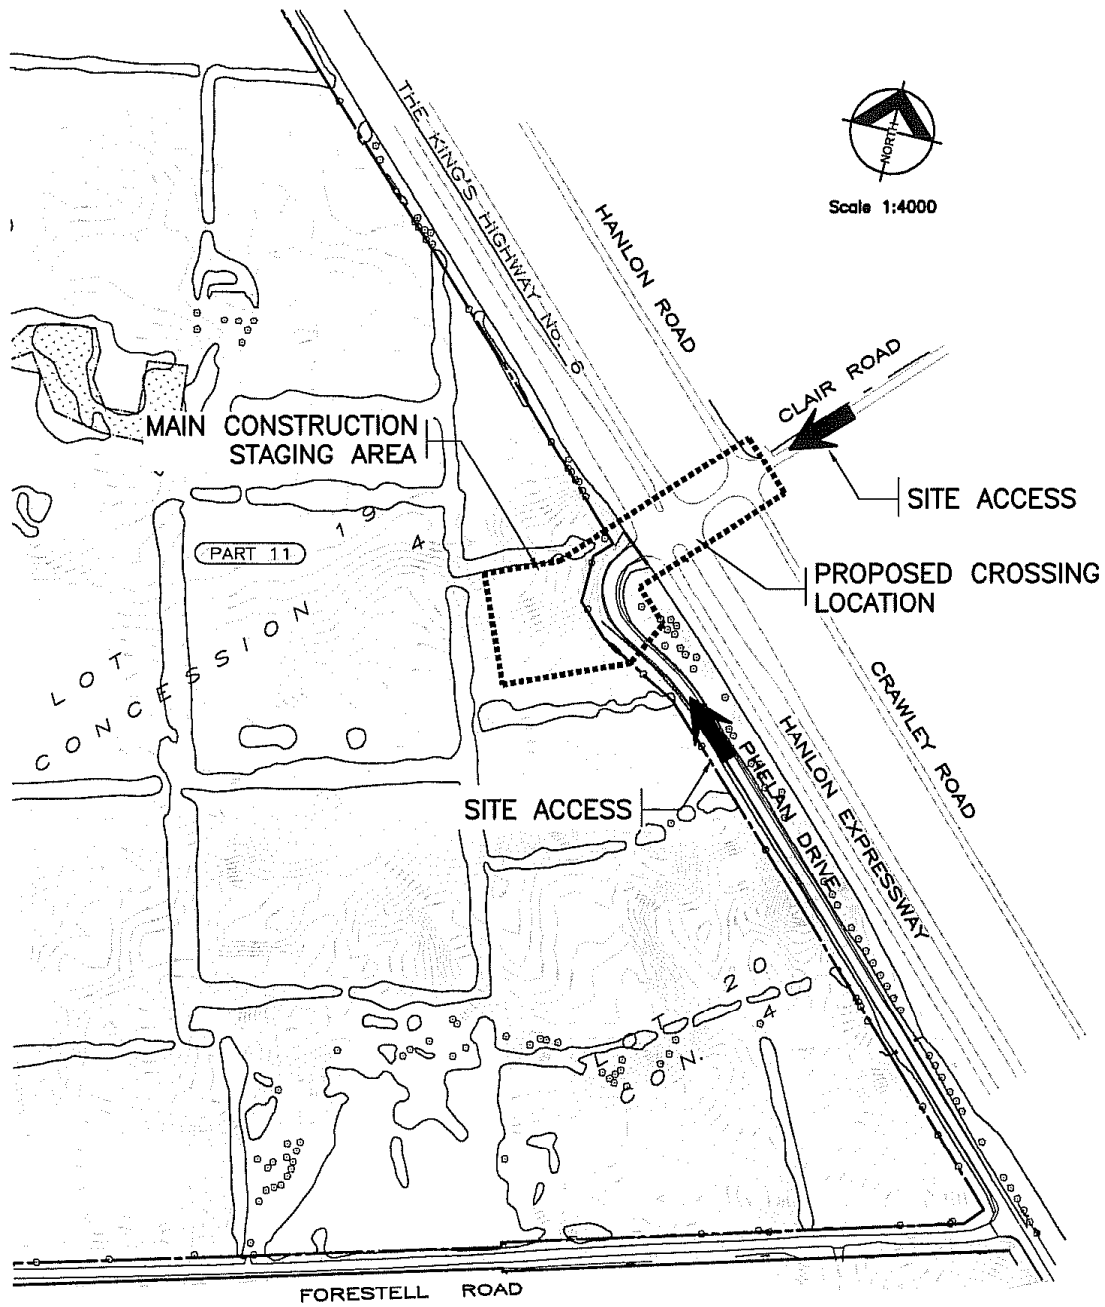 THE KING'S HIGHWAY No. 6
HANLON ROAD
NORTH
Scale 1:4000
CLAIR ROAD
MAIN CONSTRUCTION
STAGING AREA
SITE ACCESS
PART 11
19
4
LOT
CONCESSION
PROPOSED CROSSING
LOCATION
CRAWLEY ROAD
HANLON EXPRESSWAY
PHELAN DRIVE
SITE ACCESS
LOT 20
CON. 4
FORESTELL ROAD